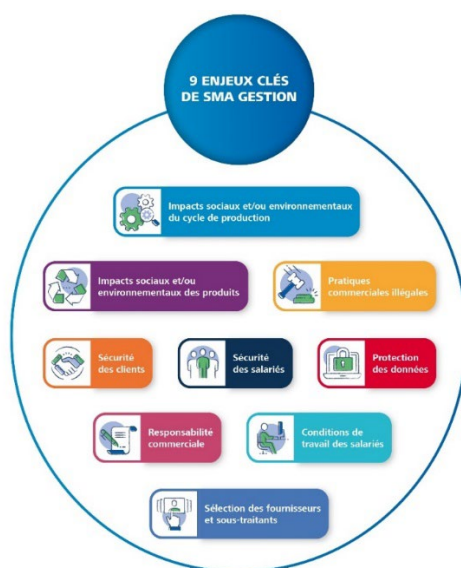 9 ENJEUX CLÉS
DE SMA GESTION
Impacts sociaux et/ou environnementaux
du cycle de production
Impacts sociaux et/ou
environnementaux des produits
Pratiques
commerciales illégales
Sécurité
des clients
Sécurité
des salariés
Protection
des données
Responsabilité
commerciale
Conditions de
travail des salariés
Sélection des fournisseurs
et sous-traitants